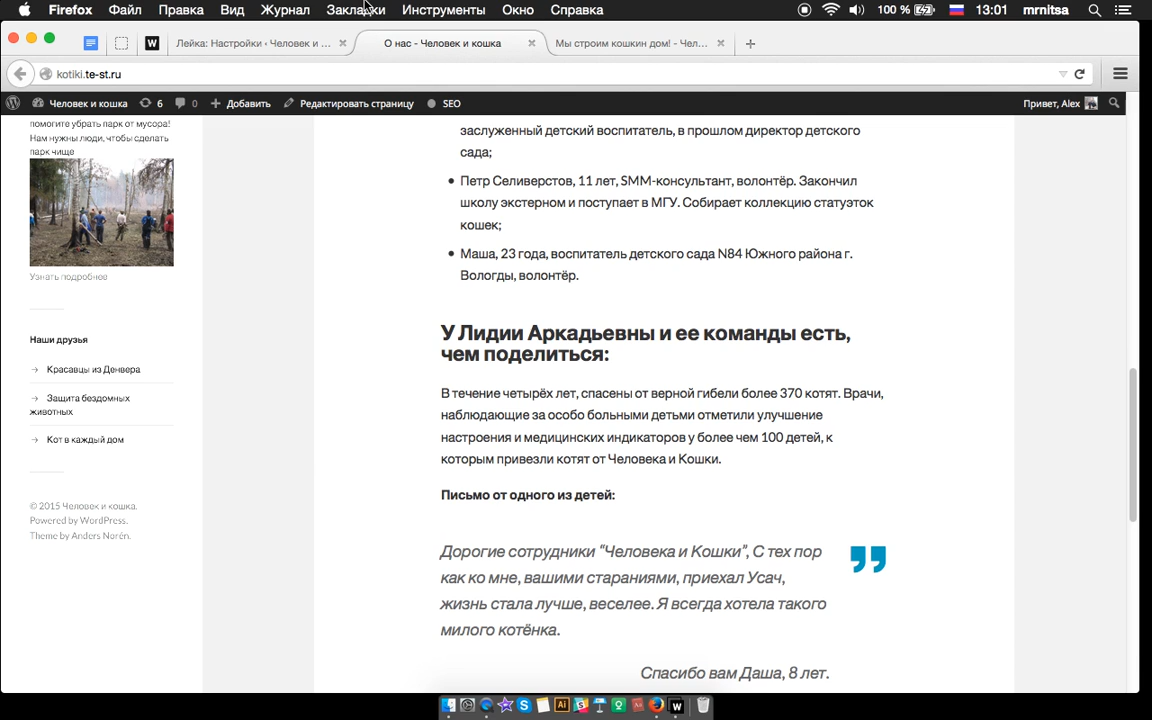 Firefox Файл Правка Вид Журнал Закладки Инструменты Окно Справка 100 % 13:01 mrnitsa
W Лейка: Настройки ‹ Человек и ... О нас - Человек и кошка Мы строим кошкин дом! - Чел...
kotiki.te-st.ru
Человек и кошка 6 0 Добавить Редактировать страницу SEO Привет, Alex
помогите убрать парк от мусора!
Нам нужны люди, чтобы сделать
парк чище
Узнать подробнее
Наши друзья
→ Красавцы из Денвера
→ Защита бездомных
животных
→ Кот в каждый дом
© 2015 Человек и кошка.
Powered by WordPress.
Theme by Anders Norén.
заслуженный детский воспитатель, в прошлом директор детского
сада;
• Петр Селиверстов, 11 лет, SMM-консультант, волонтёр. Закончил
школу экстерном и поступает в МГУ. Собирает коллекцию статуэток
кошек;
• Маша, 23 года, воспитатель детского сада N84 Южного района г.
Вологды, волонтёр.
У Лидии Аркадьевны и ее команды есть,
чем поделиться:
В течение четырёх лет, спасены от верной гибели более 370 котят. Врачи,
наблюдающие за особо больными детьми отметили улучшение
настроения и медицинских индикаторов у более чем 100 детей, к
которым привезли котят от Человека и Кошки.
Письмо от одного из детей:
Дорогие сотрудники “Человека и Кошки”, С тех пор
как ко мне, вашими стараниями, приехал Усач,
жизнь стала лучше, веселее. Я всегда хотела такого
милого котёнка.
Спасибо вам Даша, 8 лет.